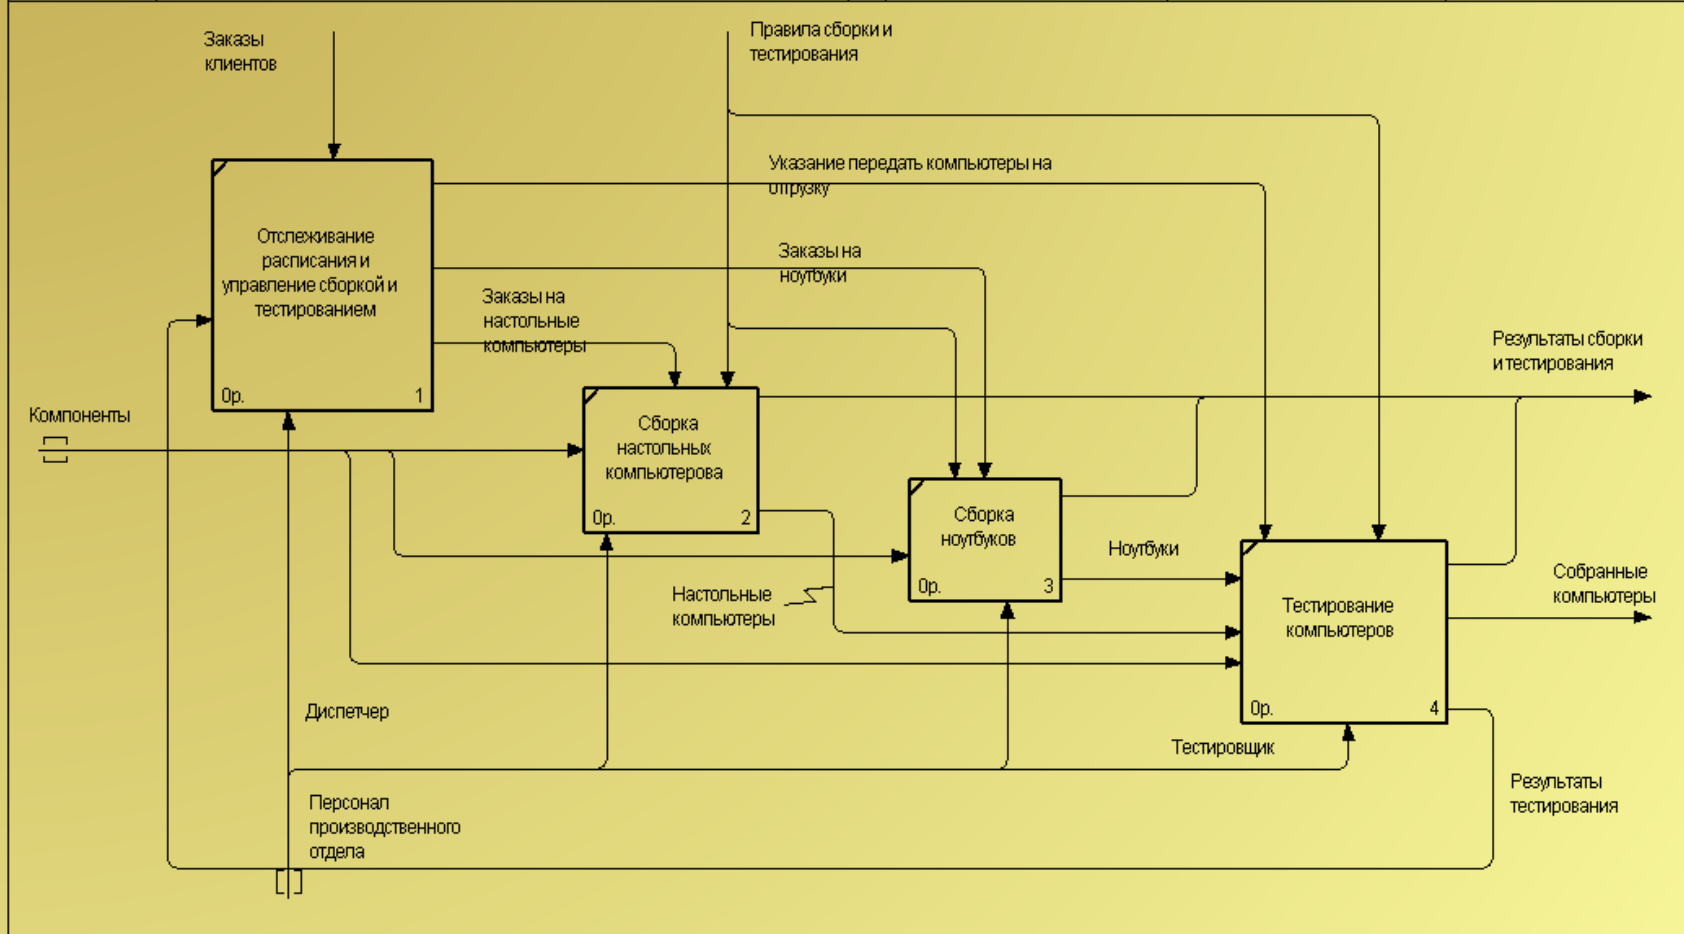 Заказы
клиентов
Правила сборки и
тестирования
Указание передать компьютеры на
отгрузку
Отслеживание
расписания и
управление сборкой и
тестированием
0р.
1
Заказы на
ноутбуки
Заказы на
настольные
компьютеры
Результаты сборки
и тестирования
Компоненты
Сборка
настольных
компьютерова
0р.
2
Сборка
ноутбуков
0р.
3
Ноутбуки
Настольные
компьютеры
Собранные
компьютеры
Тестирование
компьютеров
0р.
4
Диспетчер
Тестировщик
Результаты
тестирования
Персонал
производственного
отдела